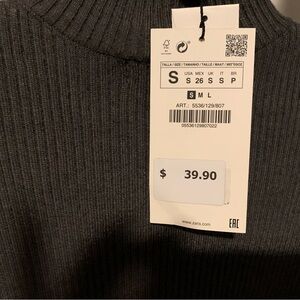 TALLA / SIZE / TAMANHO / TAILLE / MAAT / METTEZZE
S
USA MEX UK IT BR
S 26 S S P
S M L
ART.: 5536/129/807
05536129807022
$ 39.90
www.zara.com
EAC